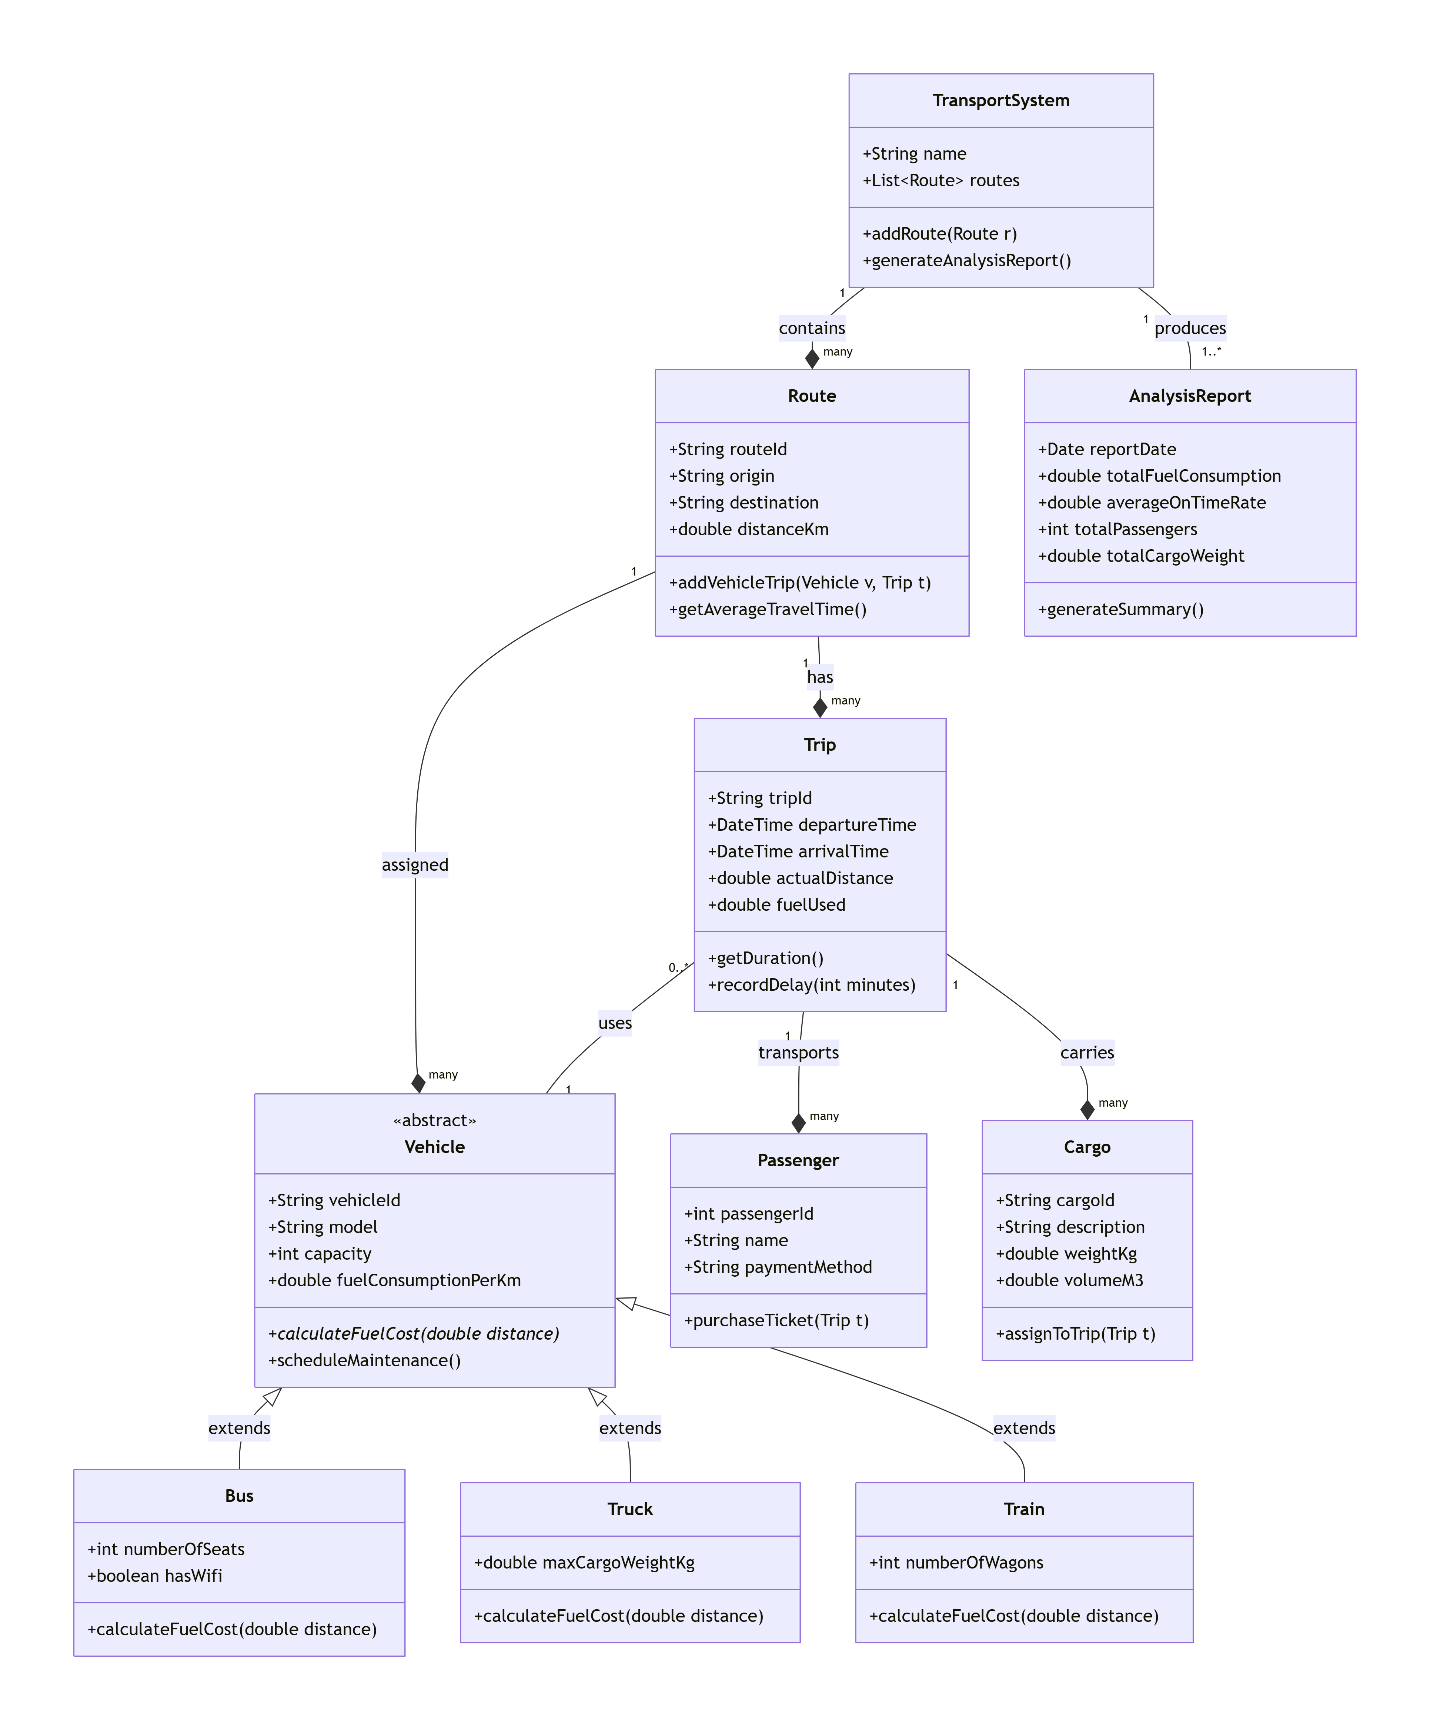 TransportSystem
+String name
+List<Route> routes
+addRoute(Route r)
+generateAnalysisReport()
1
contains
many
1
produces
1..*
Route
+String routeId
+String origin
+String destination
+double distanceKm
+addVehicleTrip(Vehicle v, Trip t)
+getAverageTravelTime()
AnalysisReport
+Date reportDate
+double totalFuelConsumption
+double averageOnTimeRate
+int totalPassengers
+double totalCargoWeight
+generateSummary()
1
assigned
many
1
has
many
Trip
+String tripId
+DateTime departureTime
+DateTime arrivalTime
+double actualDistance
+double fuelUsed
+getDuration()
+recordDelay(int minutes)
0..*
uses
1
1
transports
many
1
carries
many
«abstract»
Vehicle
+String vehicleId
+String model
+int capacity
+double fuelConsumptionPerKm
+calculateFuelCost(double distance)
+scheduleMaintenance()
Passenger
+int passengerId
+String name
+String paymentMethod
+purchaseTicket(Trip t)
Cargo
+String cargoId
+String description
+double weightKg
+double volumeM3
+assignToTrip(Trip t)
extends
extends
extends
Bus
+int numberOfSeats
+boolean hasWifi
+calculateFuelCost(double distance)
Truck
+double maxCargoWeightKg
+calculateFuelCost(double distance)
Train
+int numberOfWagons
+calculateFuelCost(double distance)